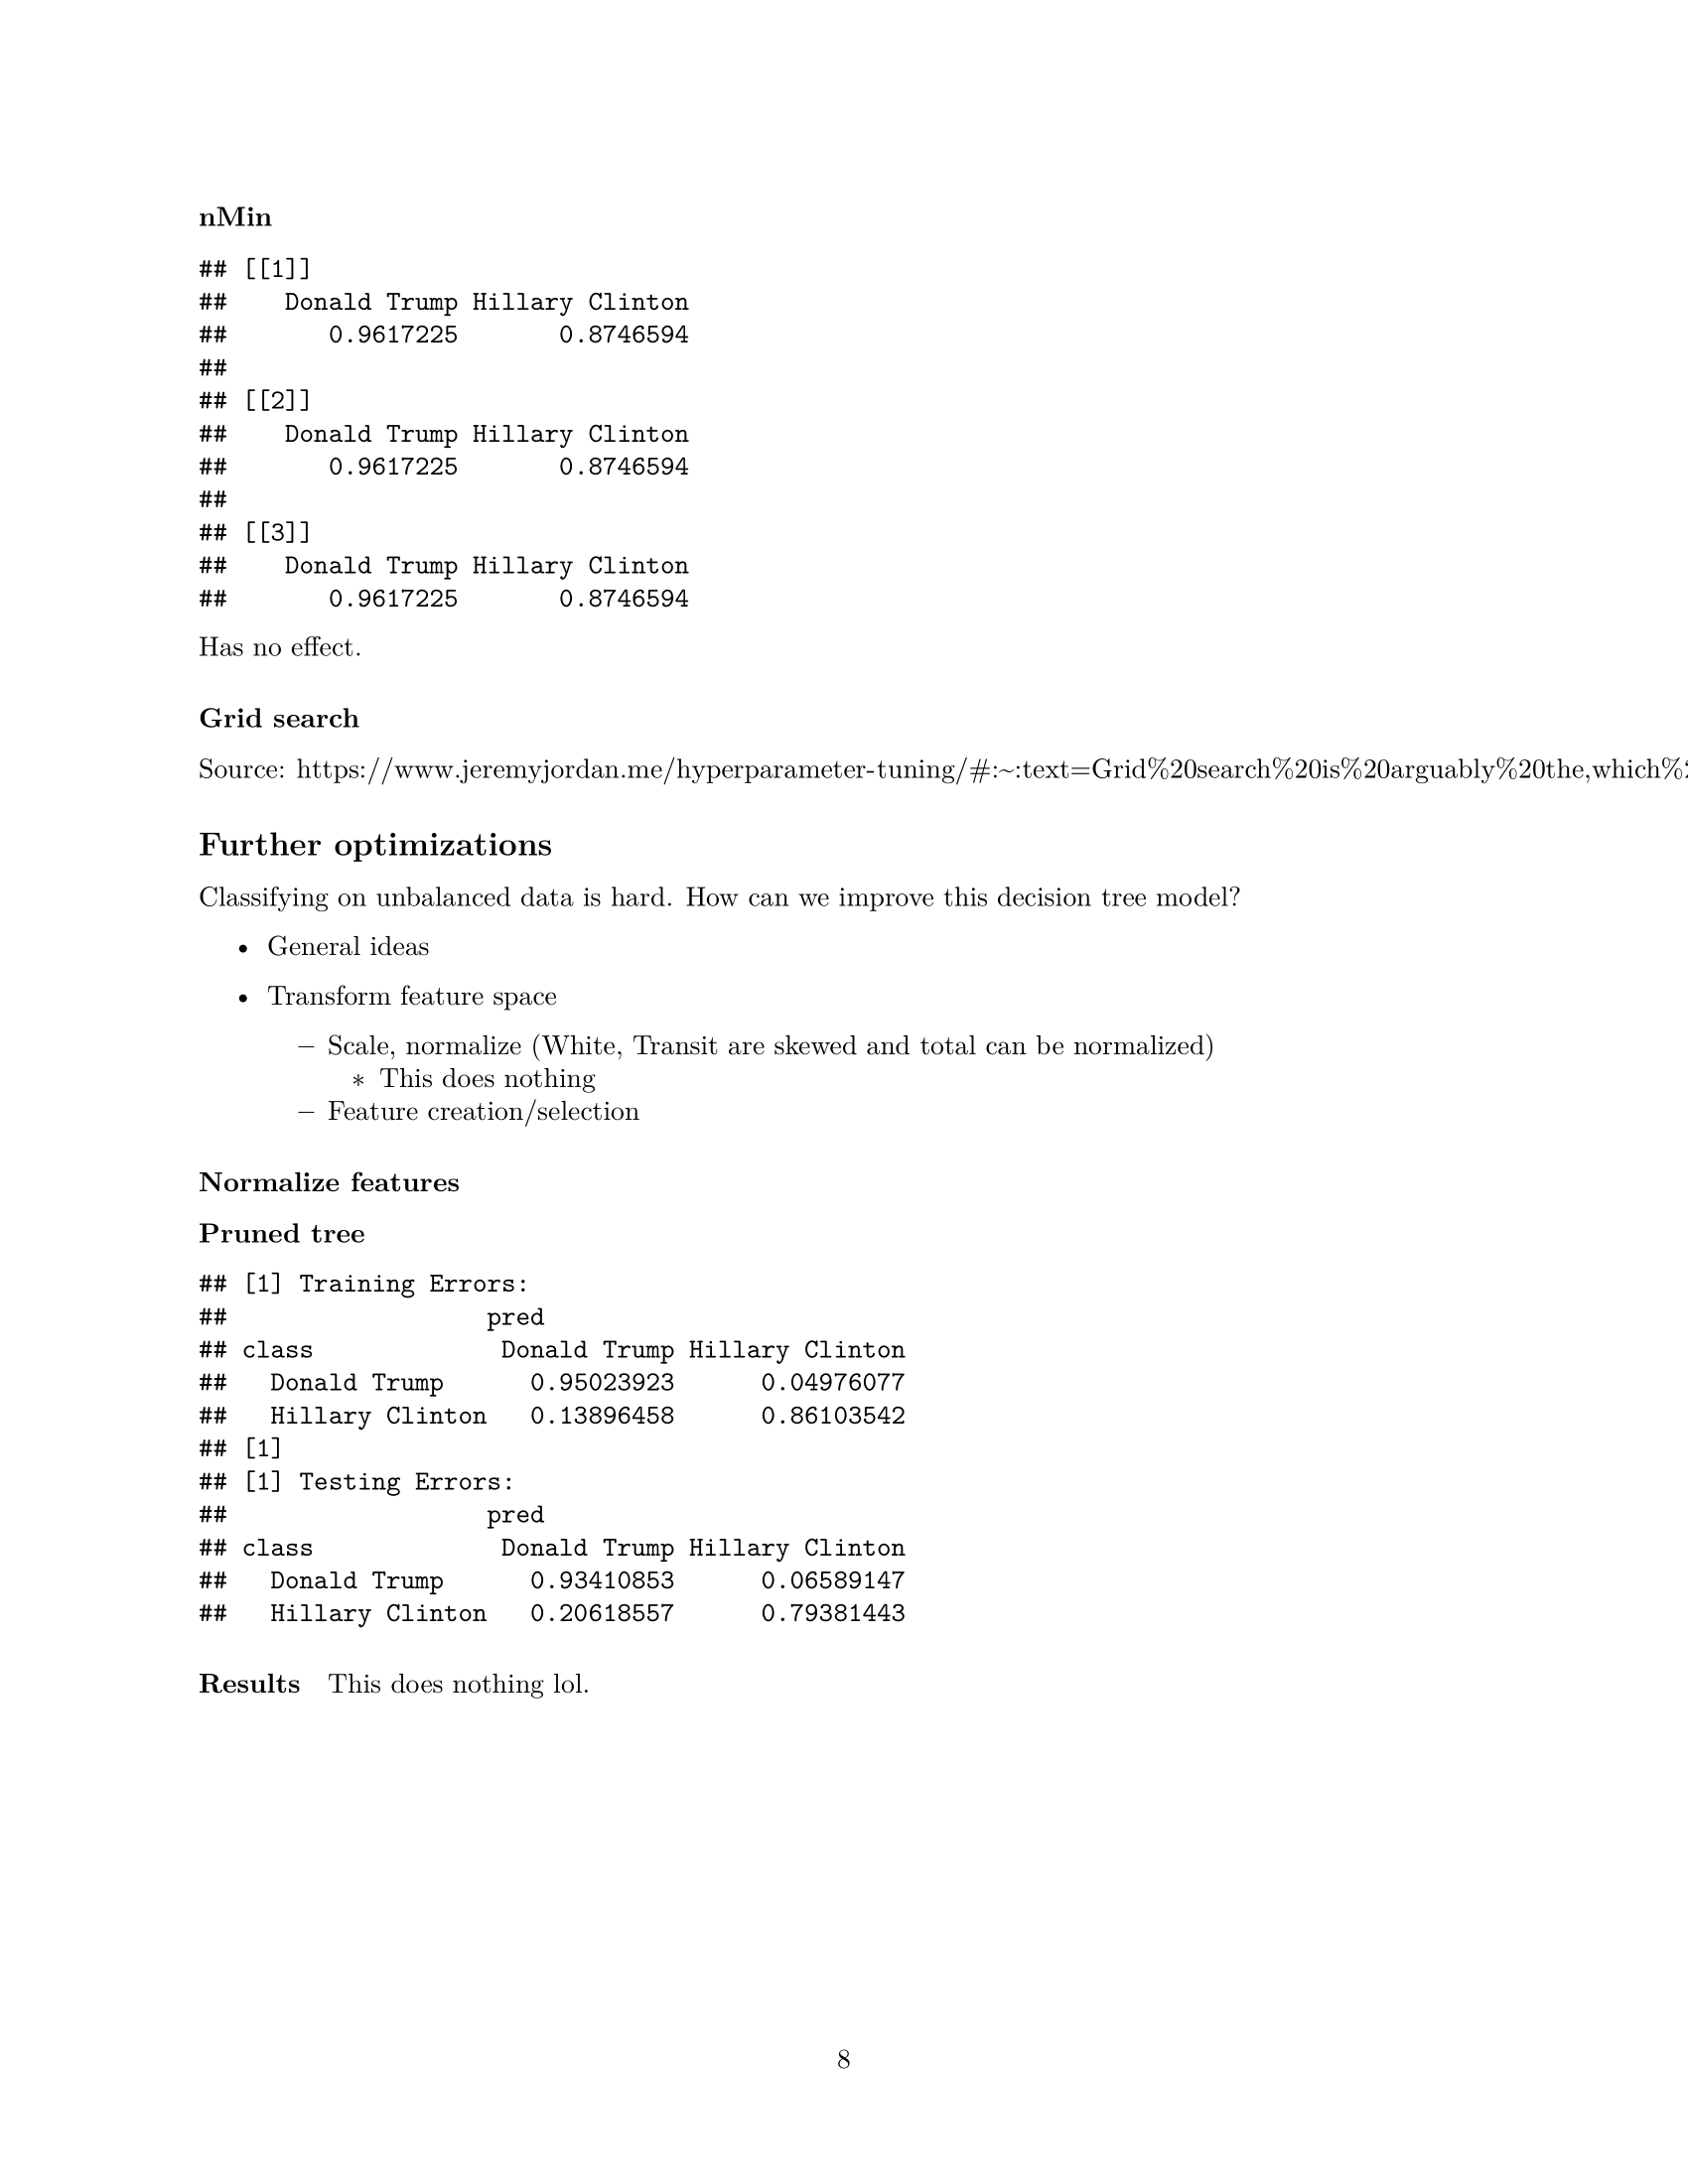 nMin
## [[1]]
##    Donald Trump Hillary Clinton
##       0.9617225       0.8746594
##
## [[2]]
##    Donald Trump Hillary Clinton
##       0.9617225       0.8746594
##
## [[3]]
##    Donald Trump Hillary Clinton
##       0.9617225       0.8746594
Has no effect.
Grid search
Source: https://www.jeremyjordan.me/hyperparameter-tuning/#:~:text=Grid%20search%20is%20arguably%20the,which%
Further optimizations
Classifying on unbalanced data is hard. How can we improve this decision tree model?
• General ideas
• Transform feature space
– Scale, normalize (White, Transit are skewed and total can be normalized)
∗ This does nothing
– Feature creation/selection
Normalize features
Pruned tree
## [1] Training Errors:
##                  pred
## class             Donald Trump Hillary Clinton
##   Donald Trump      0.95023923      0.04976077
##   Hillary Clinton   0.13896458      0.86103542
## [1]
## [1] Testing Errors:
##                  pred
## class             Donald Trump Hillary Clinton
##   Donald Trump      0.93410853      0.06589147
##   Hillary Clinton   0.20618557      0.79381443
Results This does nothing lol.
8